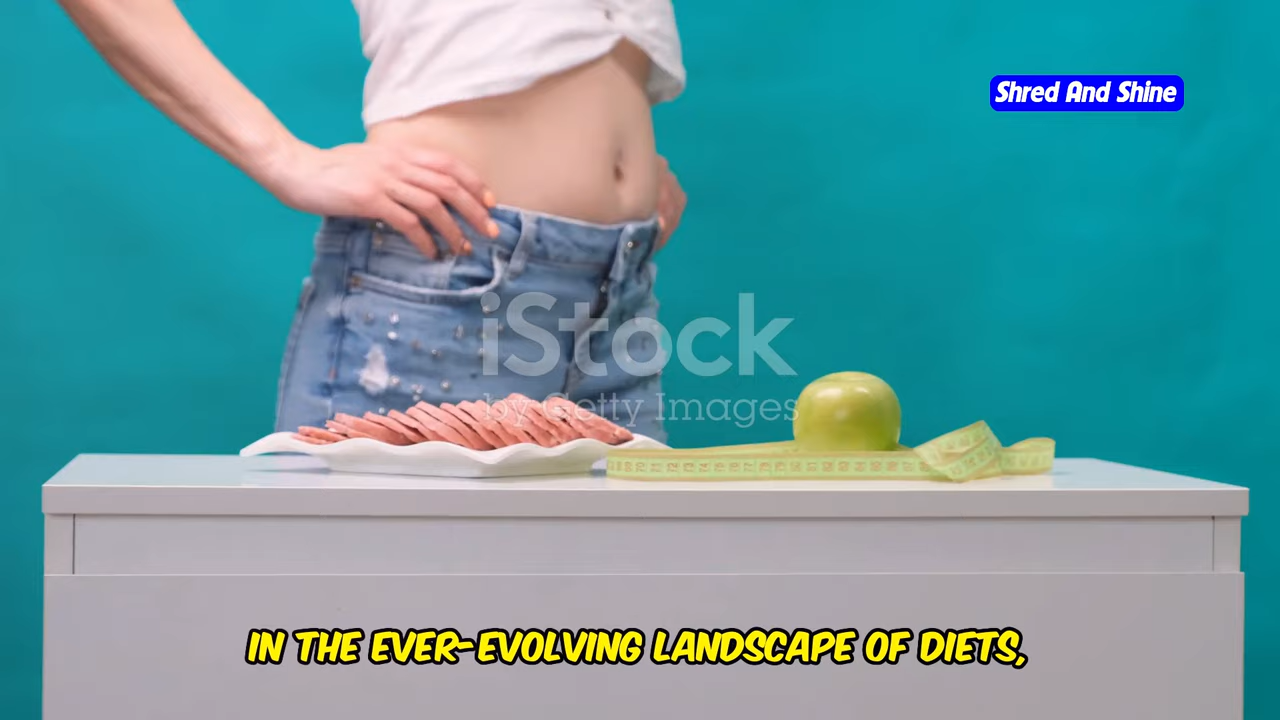 Shred And Shine
iStock
by Getty Images
IN THE EVER-EVOLVING LANDSCAPE OF DIETS,